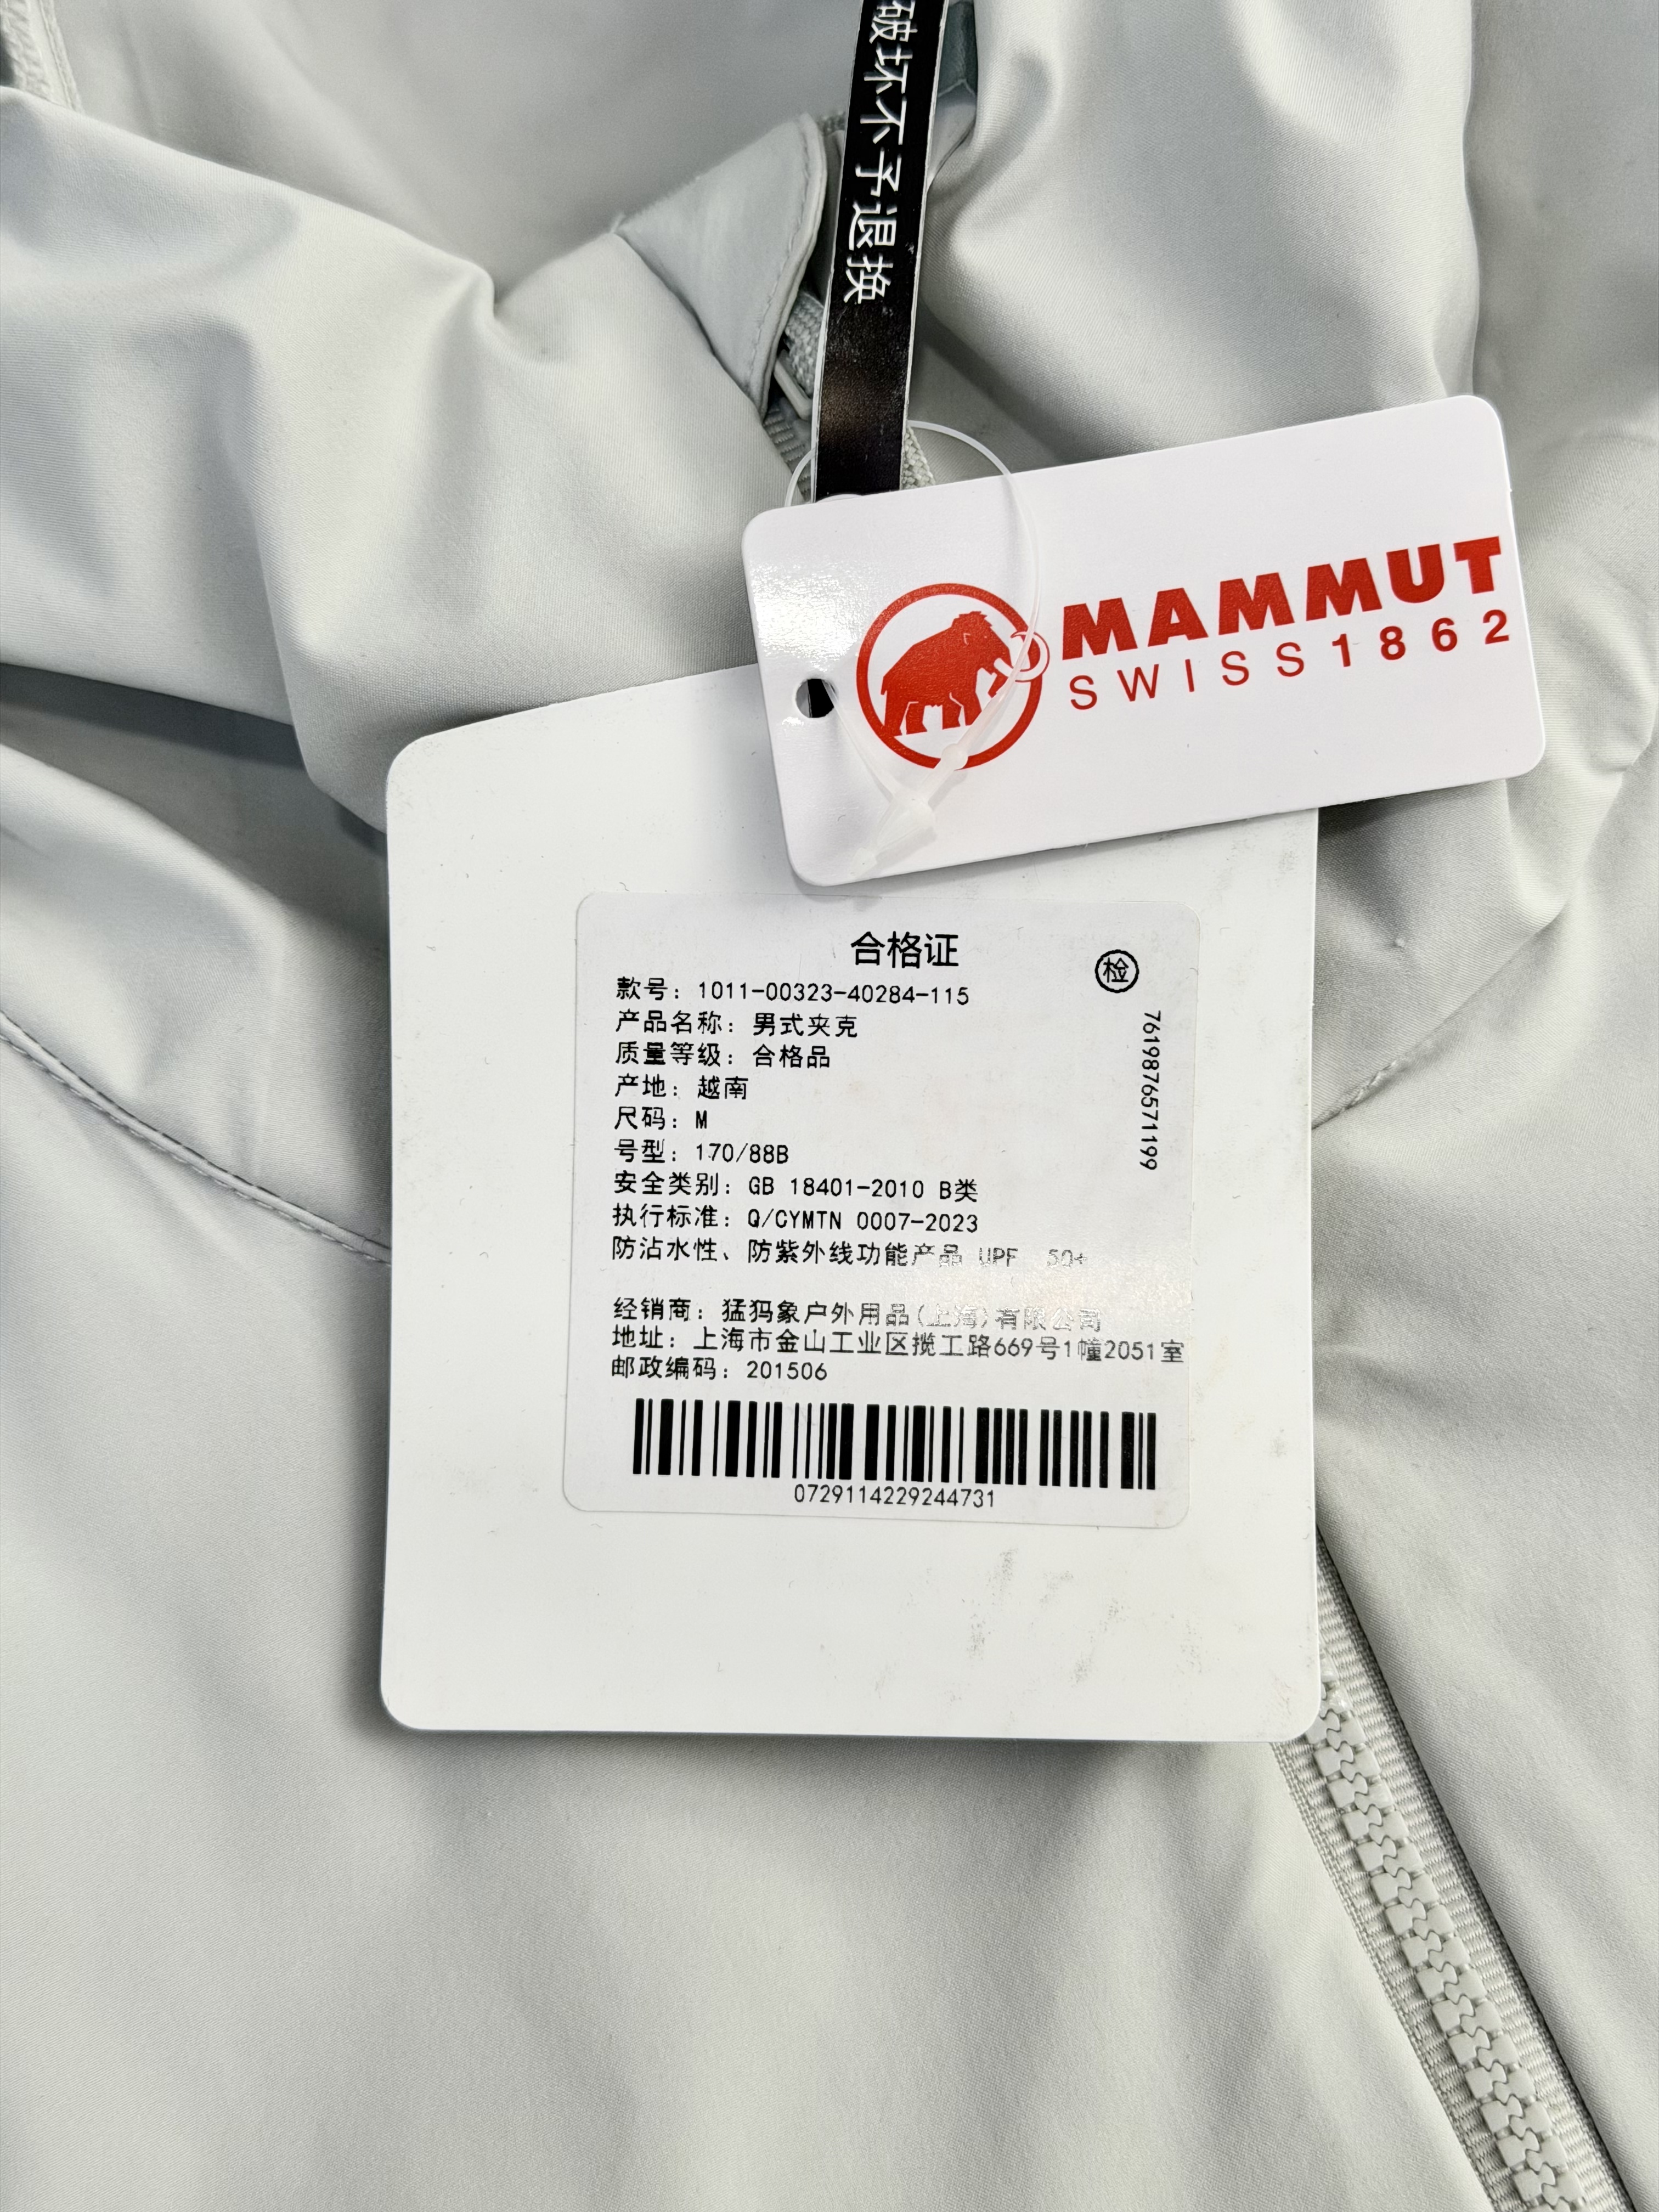 破坏不予退换
MAMMUT
SWISS1862
合格证
检
款号：1011-00323-40284-115
产品名称：男式夹克
质量等级：合格品
产地：越南
尺码：M
号型：170/88B
安全类别：GB 18401-2010 B类
执行标准：Q/CYMTN 0007-2023
防沾水性、防紫外线功能产品 UPF 50+
经销商：猛犸象户外用品(上海)有限公司
地址：上海市金山工业区揽工路669号1幢2051室
邮政编码：201506
7619876571199
0729114229244731